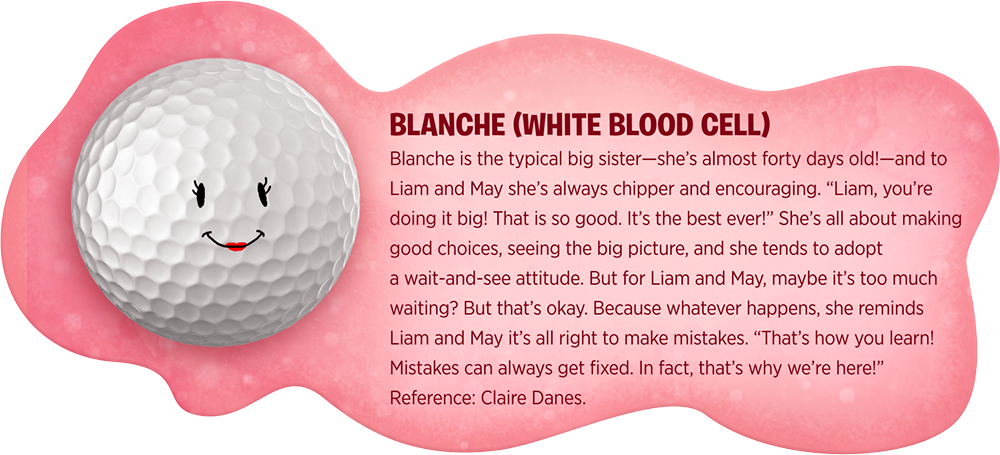 BLANCHE (WHITE BLOOD CELL)
Blanche is the typical big sister—she’s almost forty days old!—and to
Liam and May she’s always chipper and encouraging. “Liam, you’re
doing it big! That is so good. It’s the best ever!” She’s all about making
good choices, seeing the big picture, and she tends to adopt
a wait-and-see attitude. But for Liam and May, maybe it’s too much
waiting? But that’s okay. Because whatever happens, she reminds
Liam and May it’s all right to make mistakes. “That’s how you learn!
Mistakes can always get fixed. In fact, that’s why we’re here!”
Reference: Claire Danes.